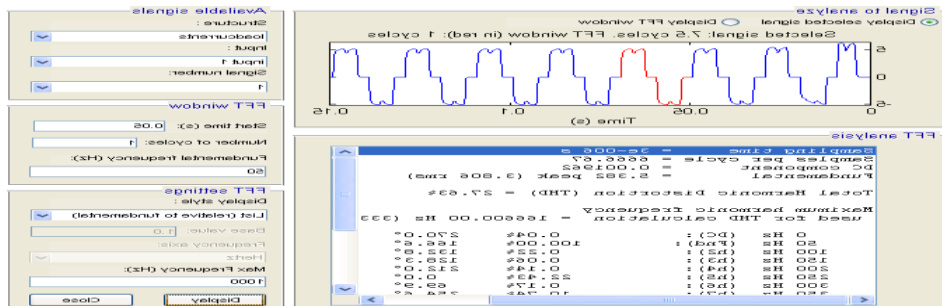 Signal to analyze
Display selected signal
Display FFT window
Selected signal: 7.5 cycles. FFT window (in red): 1 cycles
5
0
-5
0
0.05
0.1
0.15
Time (s)
FFT analysis
Sampling time = 3e-006 s
Samples per cycle = 6666.67
DC component = 0.001962
Fundamental = 5.382 peak (3.806 rms)
Total Harmonic Distortion (THD) = 27.63%
Maximum harmonic frequency
used for THD calculation = 166600.00 Hz (333
0 Hz (DC): 0.04% 270.0°
50 Hz (Fnd): 100.00% 166.6°
100 Hz (h2): 0.22% 132.8°
150 Hz (h3): 0.06% 126.3°
200 Hz (h4): 0.14% 212.0°
250 Hz (h5): 22.43% 0.0°
300 Hz (h6): 0.17% 69.9°
Available signals
Structure :
loadcurrents
Input :
input 1
Signal number:
1
FFT window
Start time (s): 0.06
Number of cycles: 1
Fundamental frequency (Hz):
50
FFT settings
Display style :
List (relative to fundamental)
Base value: 1.0
Frequency axis:
Hertz
Max Frequency (Hz):
1000
Display
Close